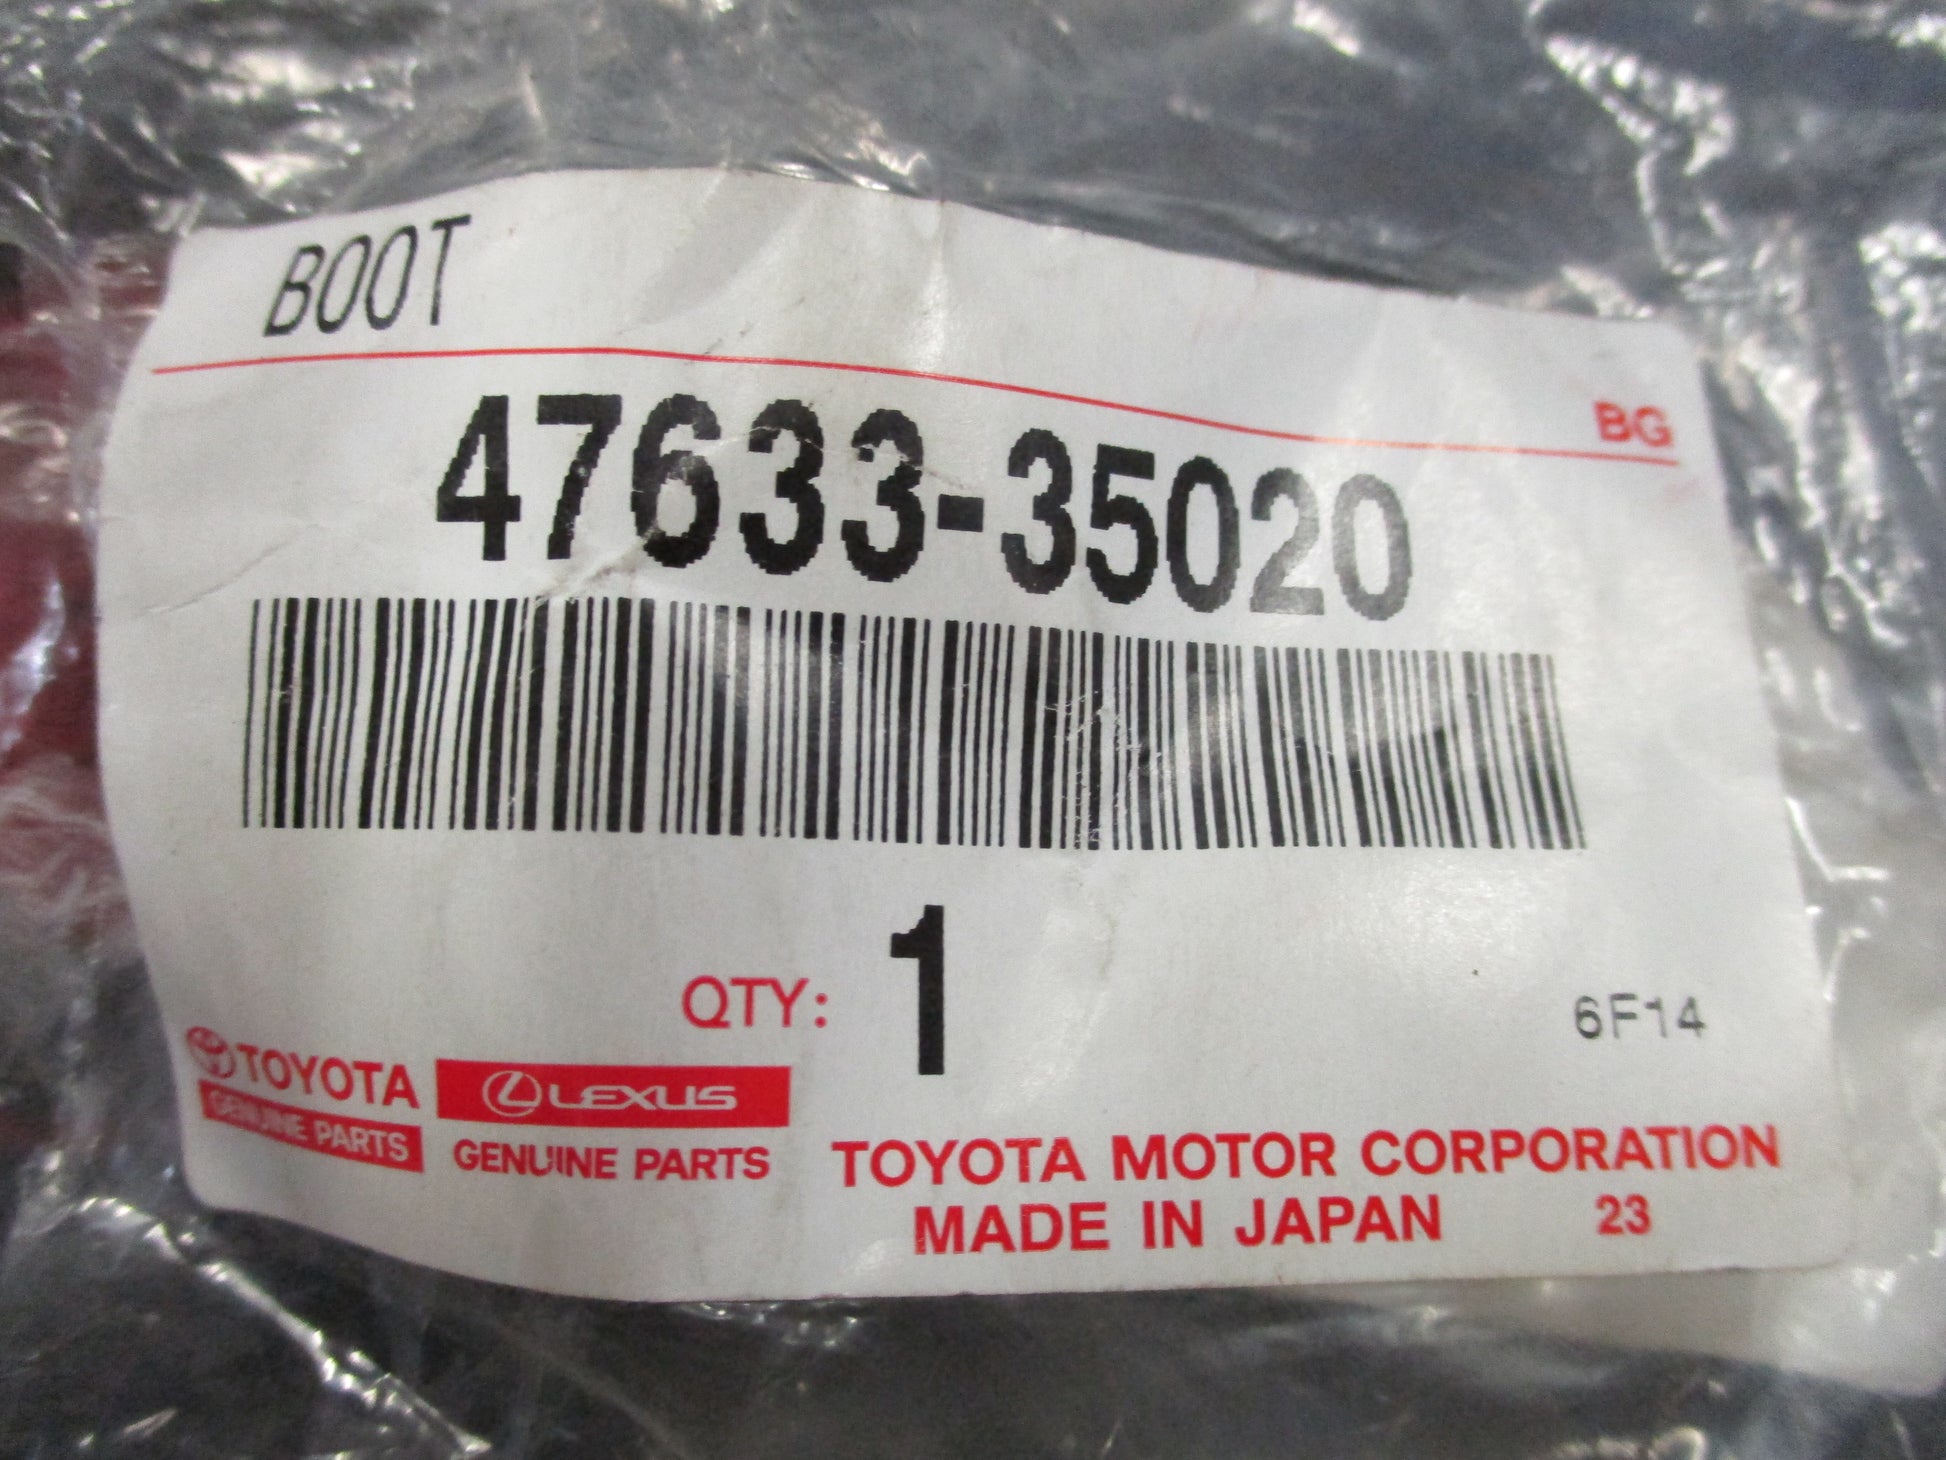 BOOT
BG
47633-35020
QTY: 1
6F14
TOYOTA
GENUINE PARTS
LEXUS
GENUINE PARTS
TOYOTA MOTOR CORPORATION
MADE IN JAPAN 23